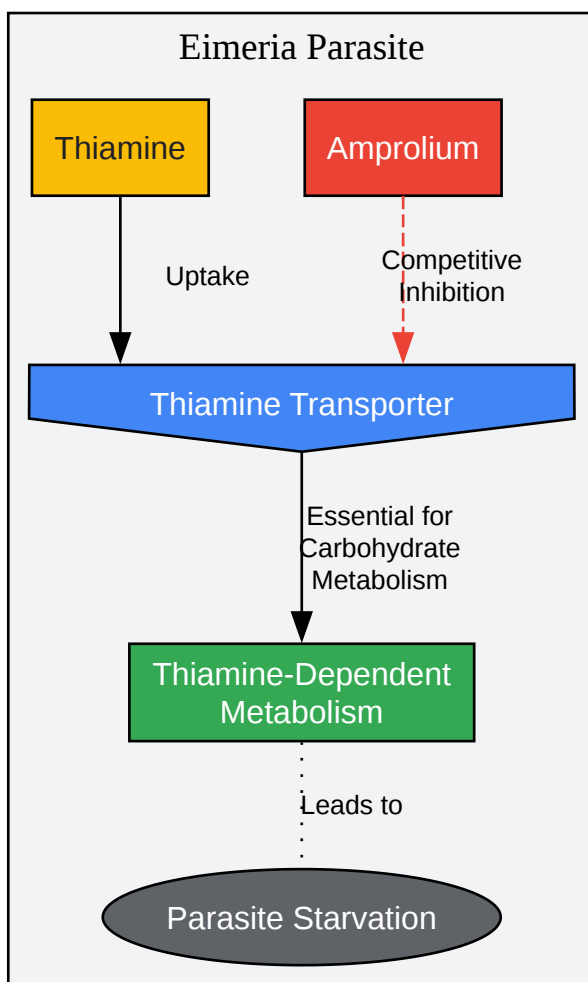 Eimeria Parasite
Thiamine
Amprolium
Uptake
Competitive
Inhibition
Thiamine Transporter
Essential for
Carbohydrate
Metabolism
Thiamine-Dependent
Metabolism
Leads to
Parasite Starvation